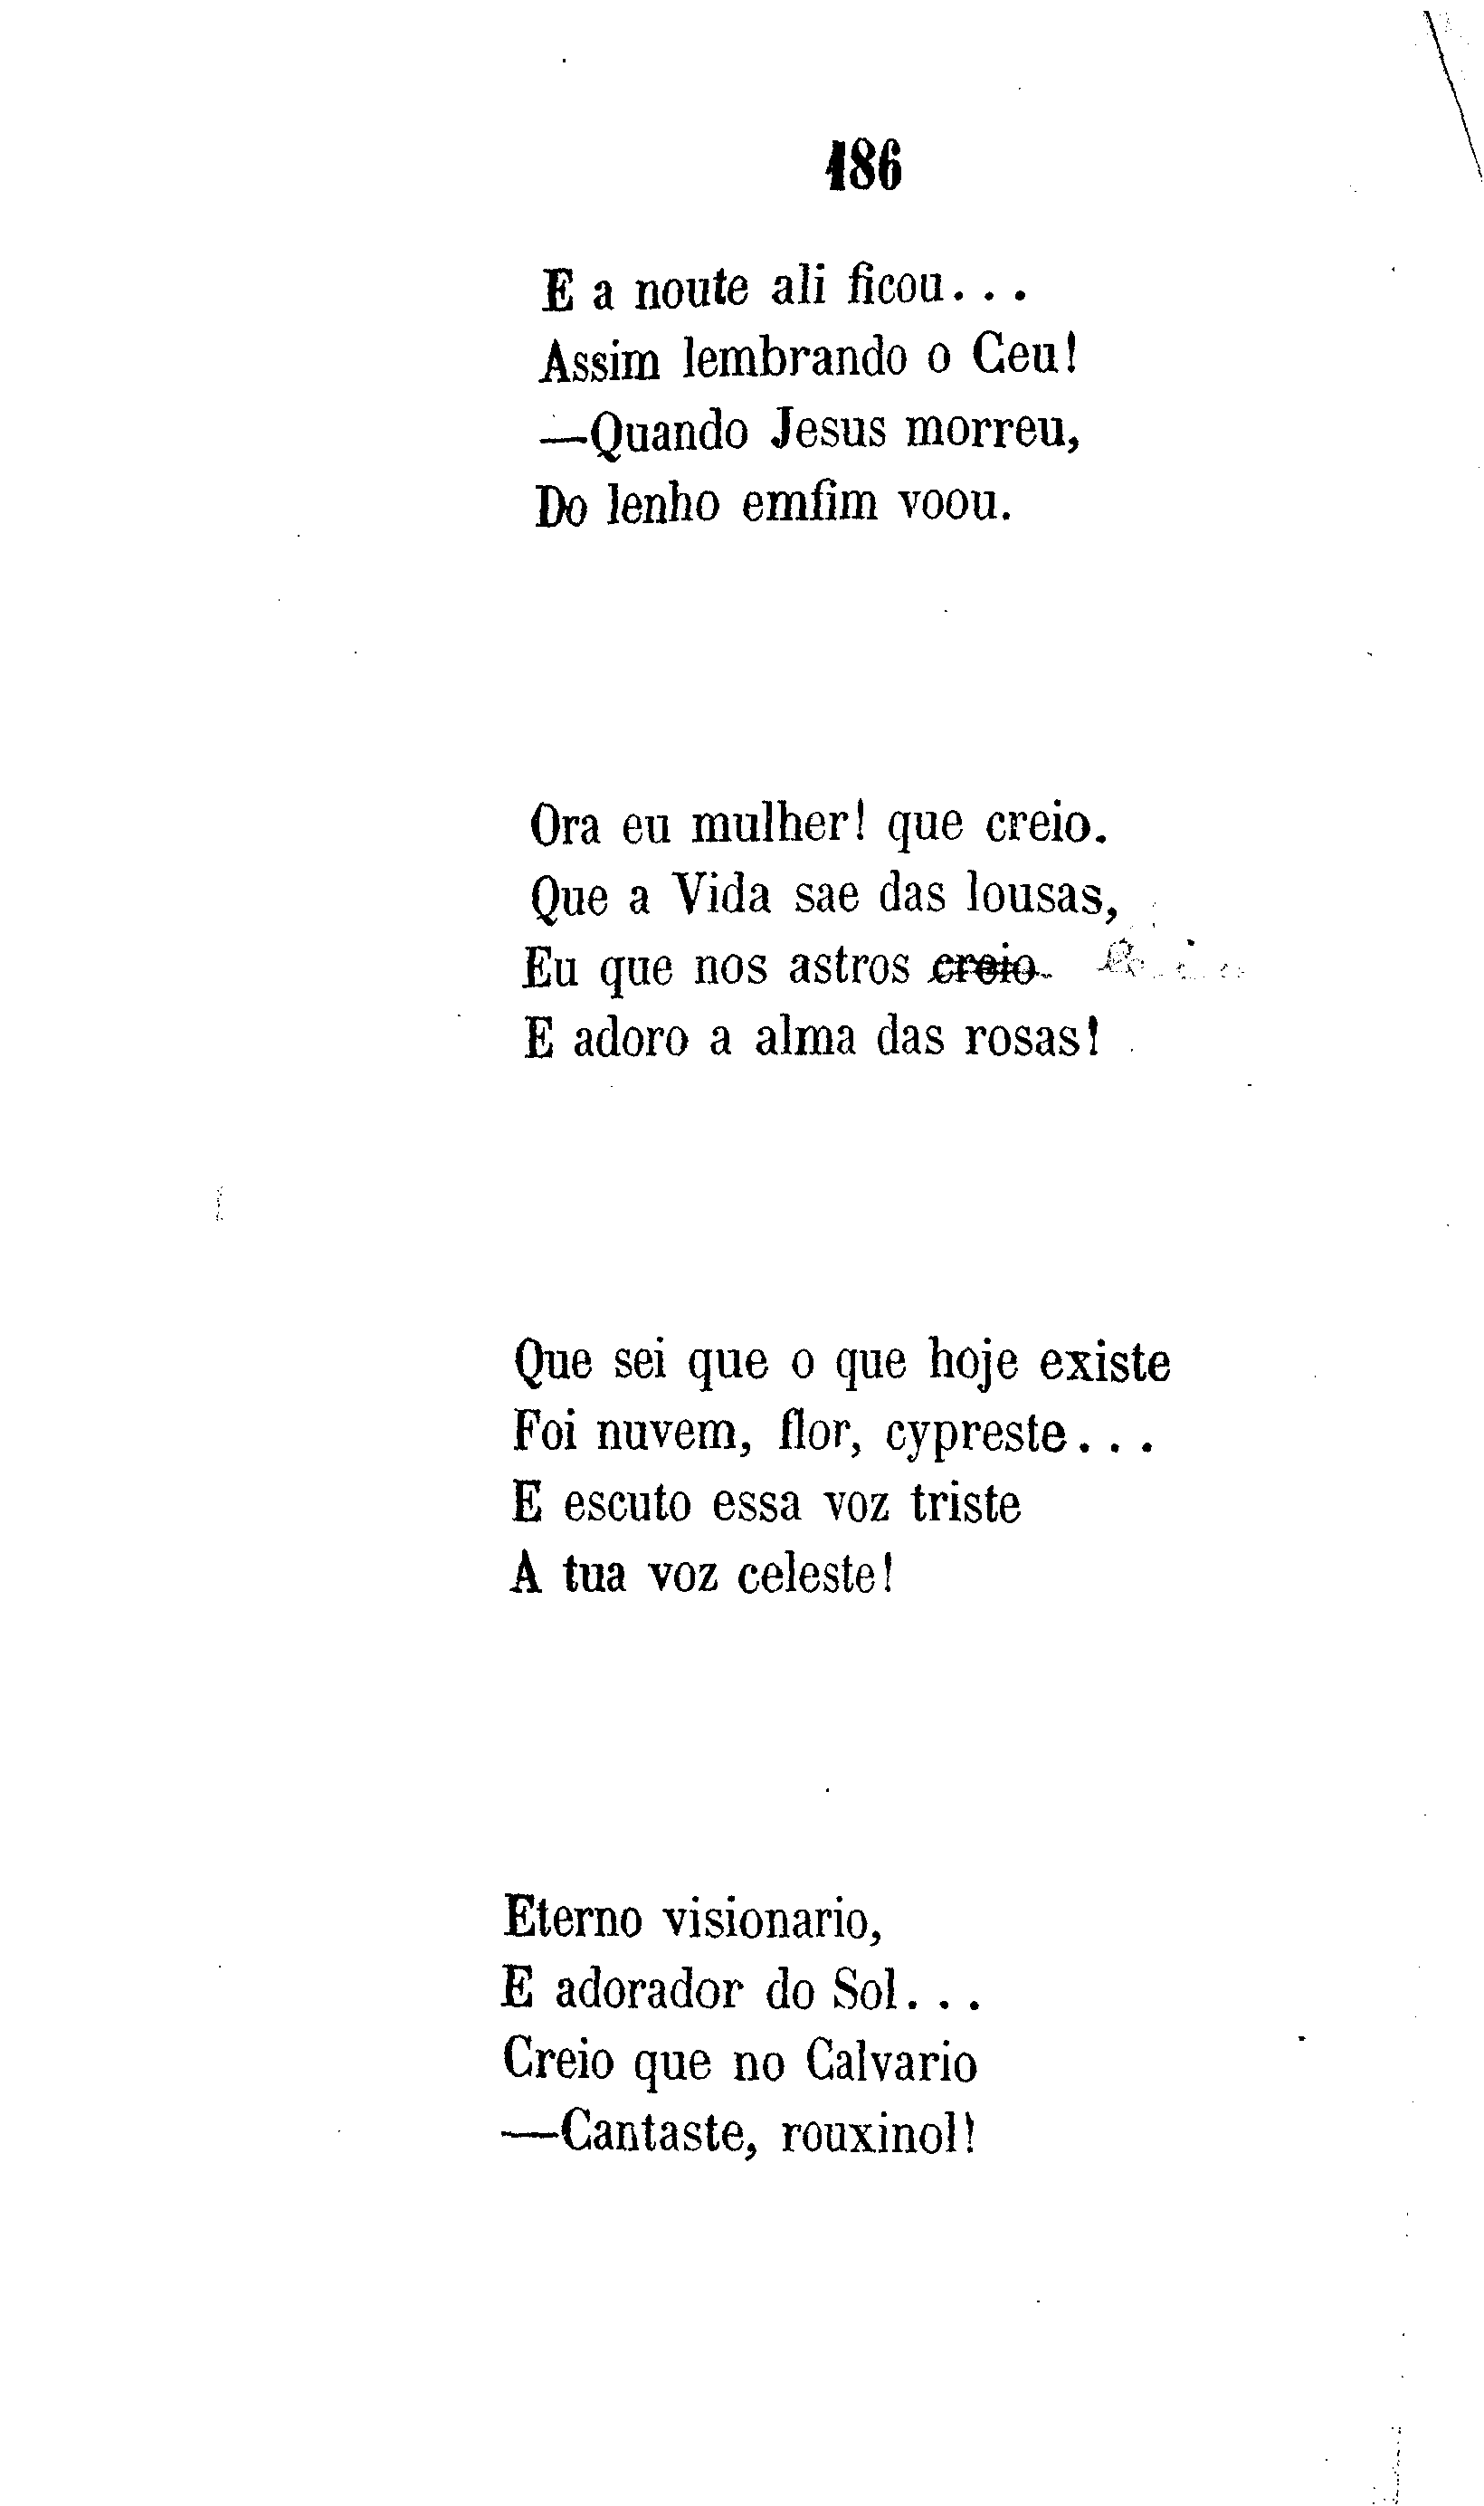 186
E a noute ali ficou...
Assim lembrando o Ceu!
—Quando Jesus morreu,
Do lenho emfim voou.
Ora eu mulher! que creio.
Que a Vida sae das lousas,
Eu que nos astros creio
E adoro a alma das rosas!
Que sei que o que hoje existe
Foi nuvem, flor, cypreste...
E escuto essa voz triste
A tua voz celeste!
Eterno visionario,
E adorador do Sol...
Creio que no Calvario
—Cantaste, rouxinol!